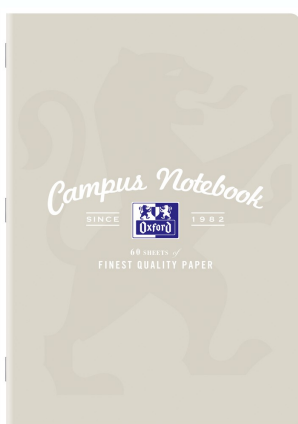 Campus Notebook
SINCE 1982
Oxford
60 SHEETS of
FINEST QUALITY PAPER